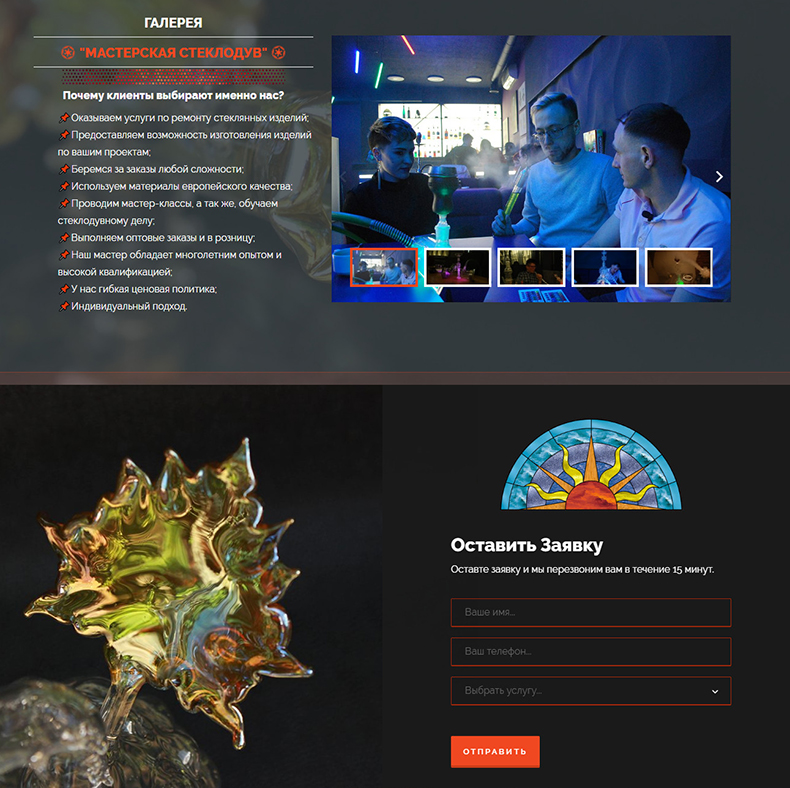 ГАЛЕРЕЯ
"МАСТЕРСКАЯ СТЕКЛОДУВ"
Почему клиенты выбирают именно нас?
Оказываем услуги по ремонту стеклянных изделий;
Предоставляем возможность изготовления изделий
по вашим проектам;
Беремся за заказы любой сложности;
Используем материалы европейского качества;
Проводим мастер-классы, а так же, обучаем
стеклодувному делу;
Выполняем оптовые заказы и в розницу;
Наш мастер обладает многолетним опытом и
высокой квалификацией;
У нас гибкая ценовая политика;
Индивидуальный подход.
Оставить Заявку
Оставте заявку и мы перезвоним вам в течение 15 минут.
Ваше имя...
Ваш телефон...
Выбрать услугу...
ОТПРАВИТЬ